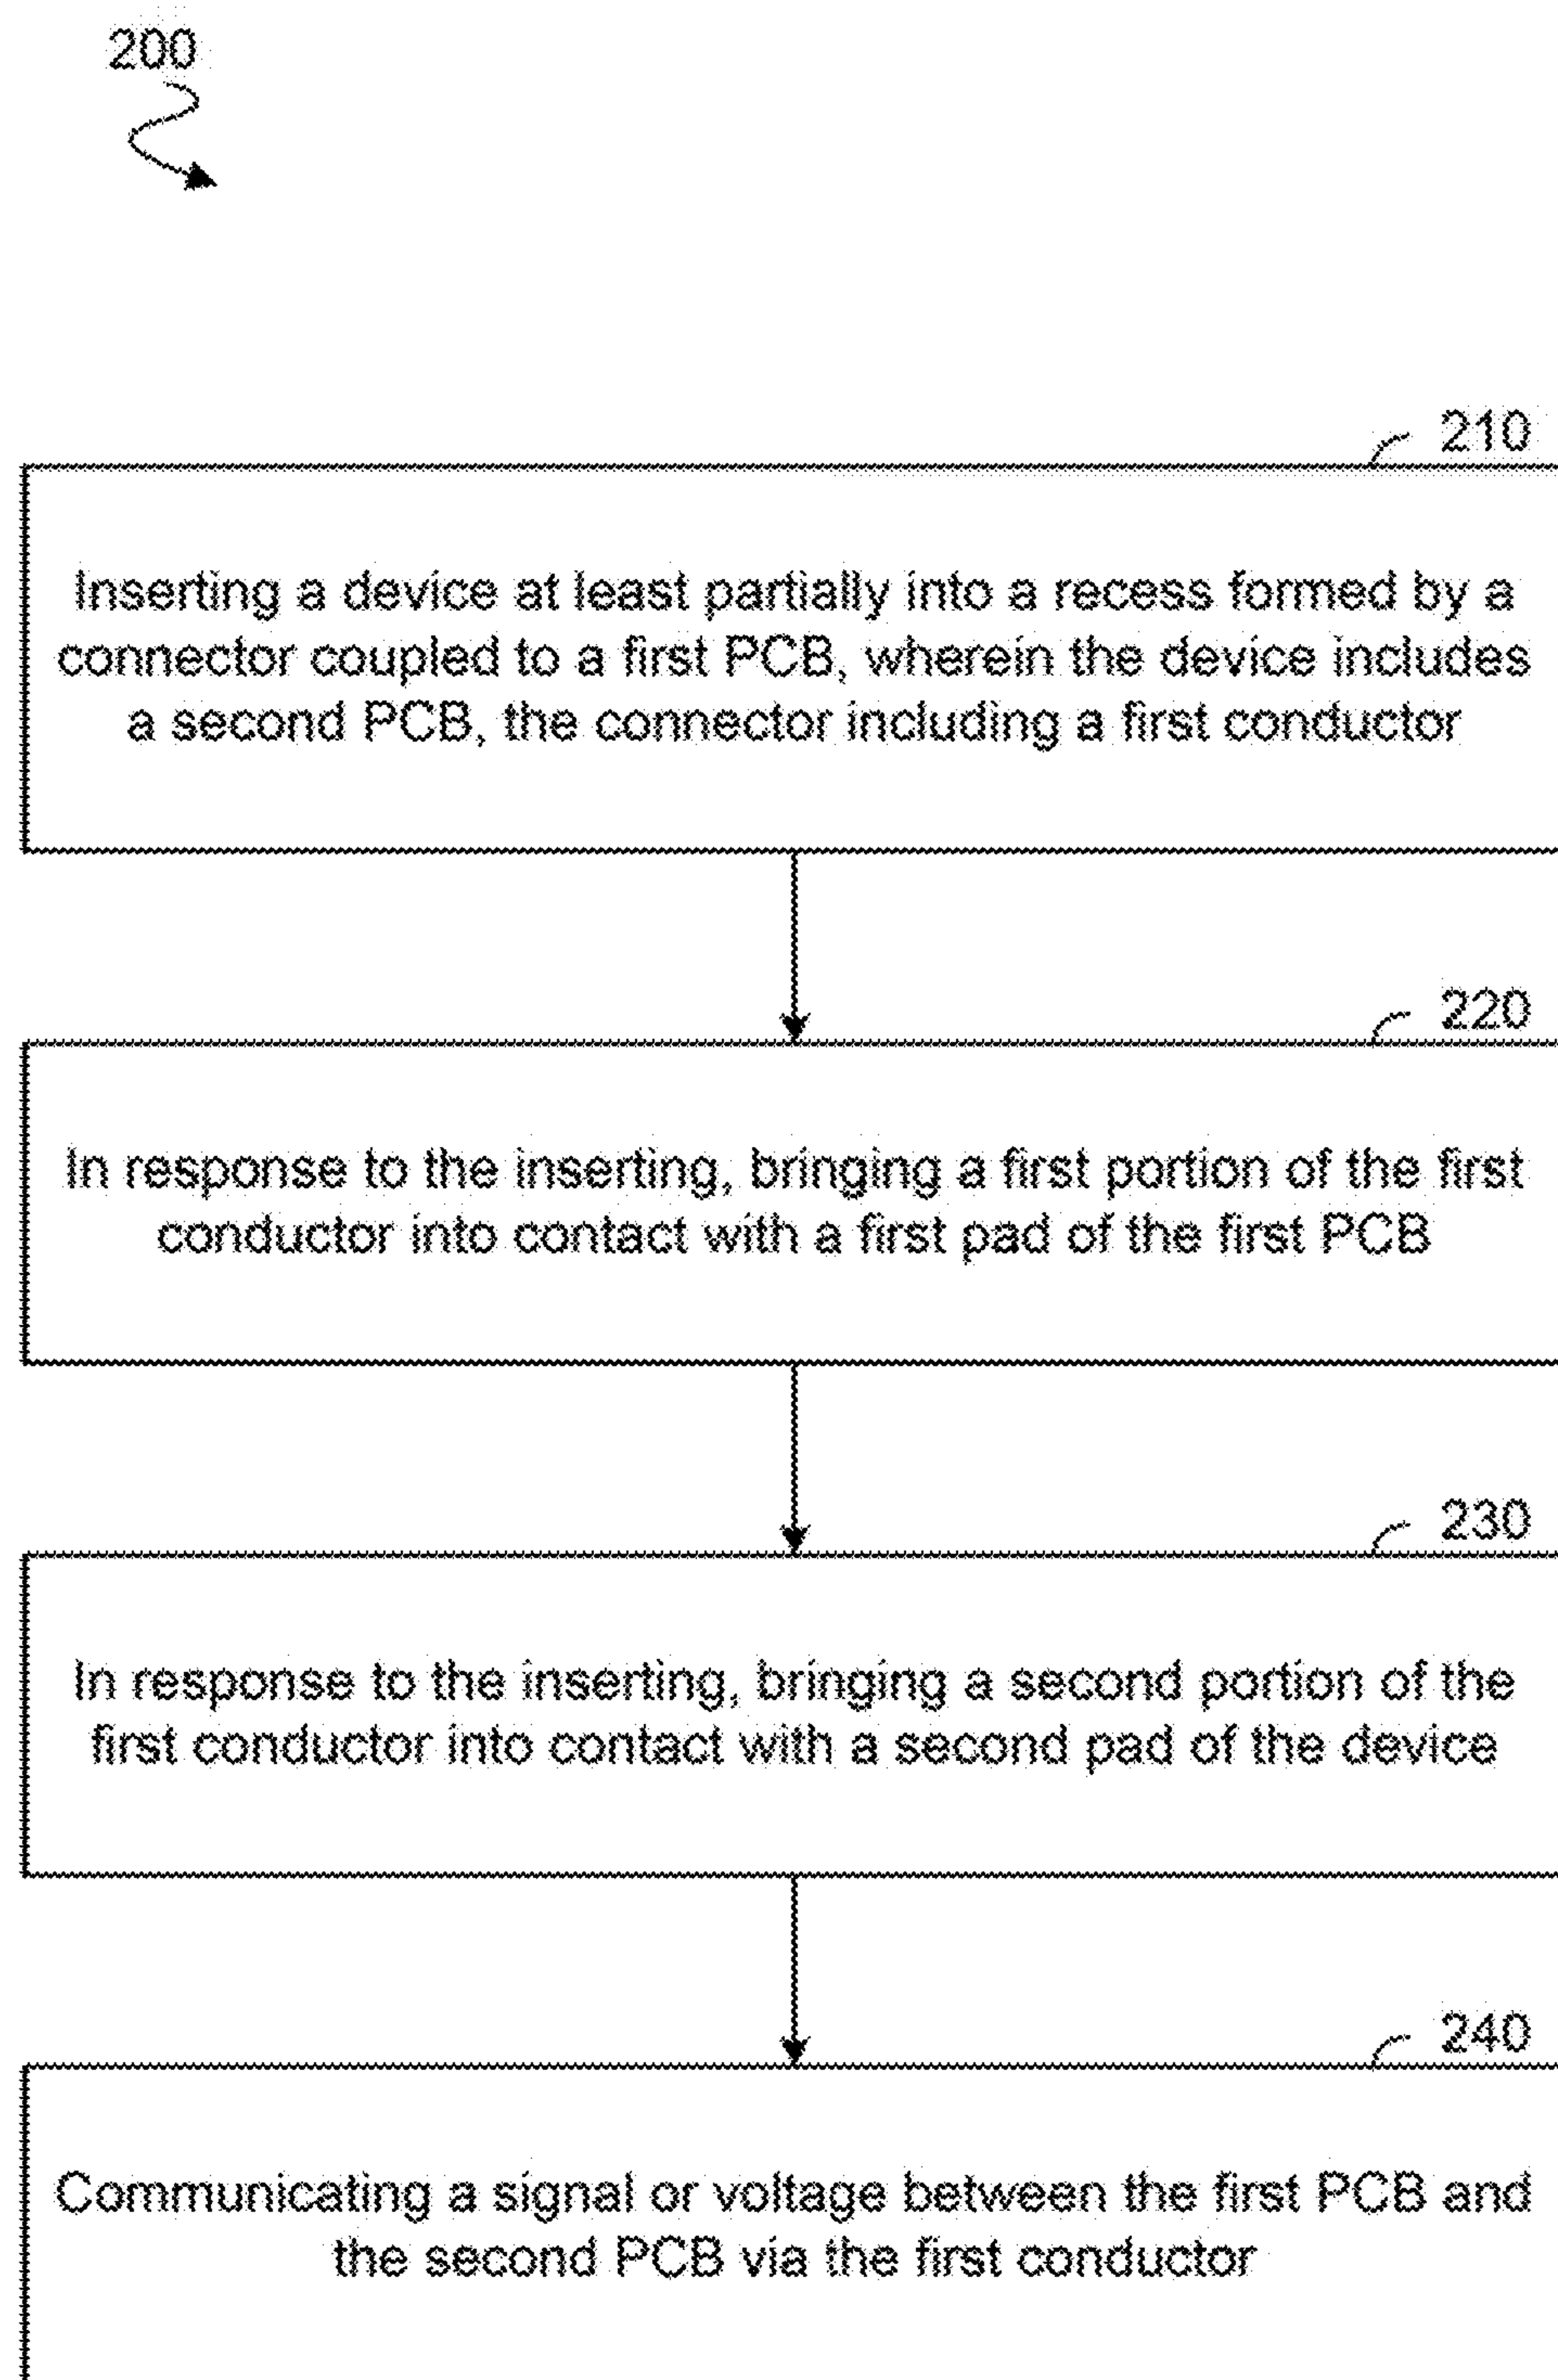 200
210
Inserting a device at least partially into a recess formed by a
connector coupled to a first PCB, wherein the device includes
a second PCB, the connector including a first conductor
220
In response to the inserting, bringing a first portion of the first
conductor into contact with a first pad of the first PCB
230
In response to the inserting, bringing a second portion of the
first conductor into contact with a second pad of the device
240
Communicating a signal or voltage between the first PCB and
the second PCB via the first conductor